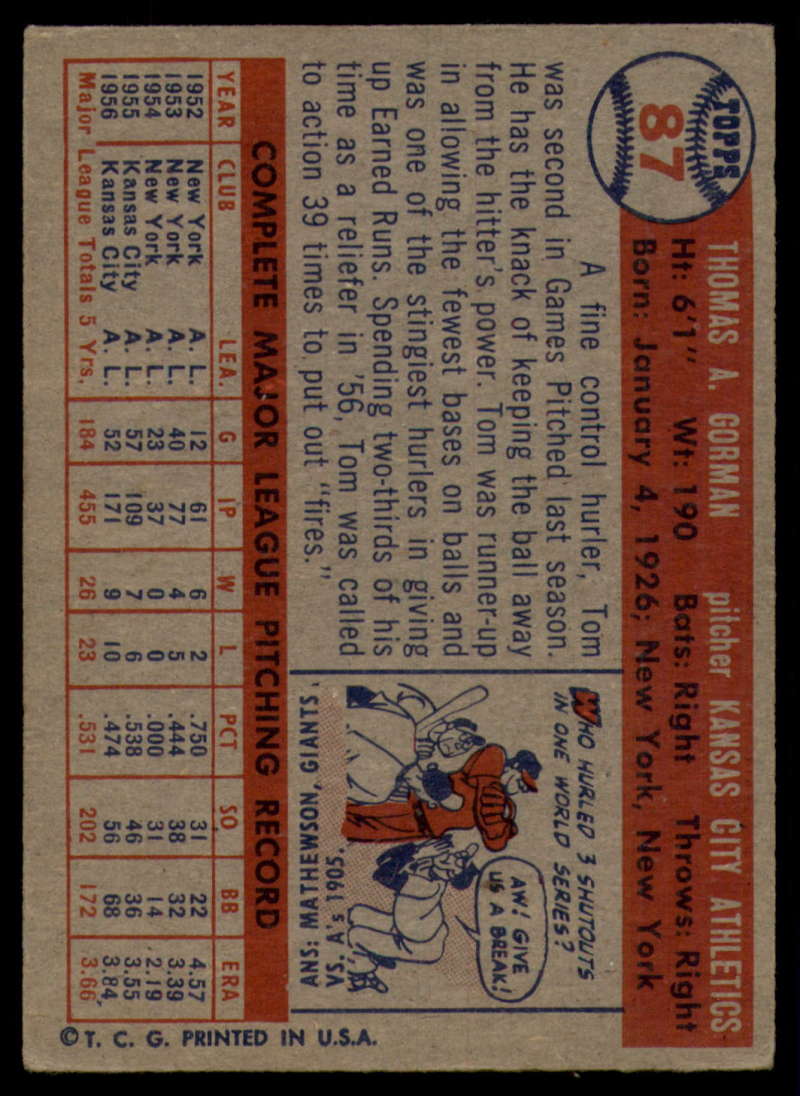 TOPPS
87
THOMAS A. GORMAN pitcher KANSAS CITY ATHLETICS
Ht: 6'1" Wt: 190 Bats: Right Throws: Right
Born: January 4, 1926; New York, New York
A fine control hurler, Tom
was second in Games Pitched last season.
He has the knack of keeping the ball away
from the hitter's power. Tom was runner-up
in allowing the fewest bases on balls and
was one of the stingiest hurlers in giving
up Earned Runs. Spending two-thirds of his
time as a reliefer in '56, Tom was called
to action 39 times to put out "fires."
WHO HURLED 3 SHUTOUTS
IN ONE WORLD SERIES?
AW! GIVE
US A BREAK!
ANS: MATHEWSON, GIANTS,
VS. A's 1905.
COMPLETE MAJOR LEAGUE PITCHING RECORD
YEAR CLUB LEA. G IP W L PCT SO BB ERA
1952 New York A. L. 12 61 6 2 .750 31 22 4.57
1953 New York A. L. 40 77 4 5 .444 38 32 3.39
1954 New York A. L. 23 37 0 0 .000 31 14 2.19
1955 Kansas City A. L. 57 109 7 6 .538 46 36 3.55
1956 Kansas City A. L. 52 171 9 10 .474 56 68 3.84
Major League Totals 5 Yrs. 184 455 26 23 .531 202 172 3.66
© T. C. G. PRINTED IN U.S.A.